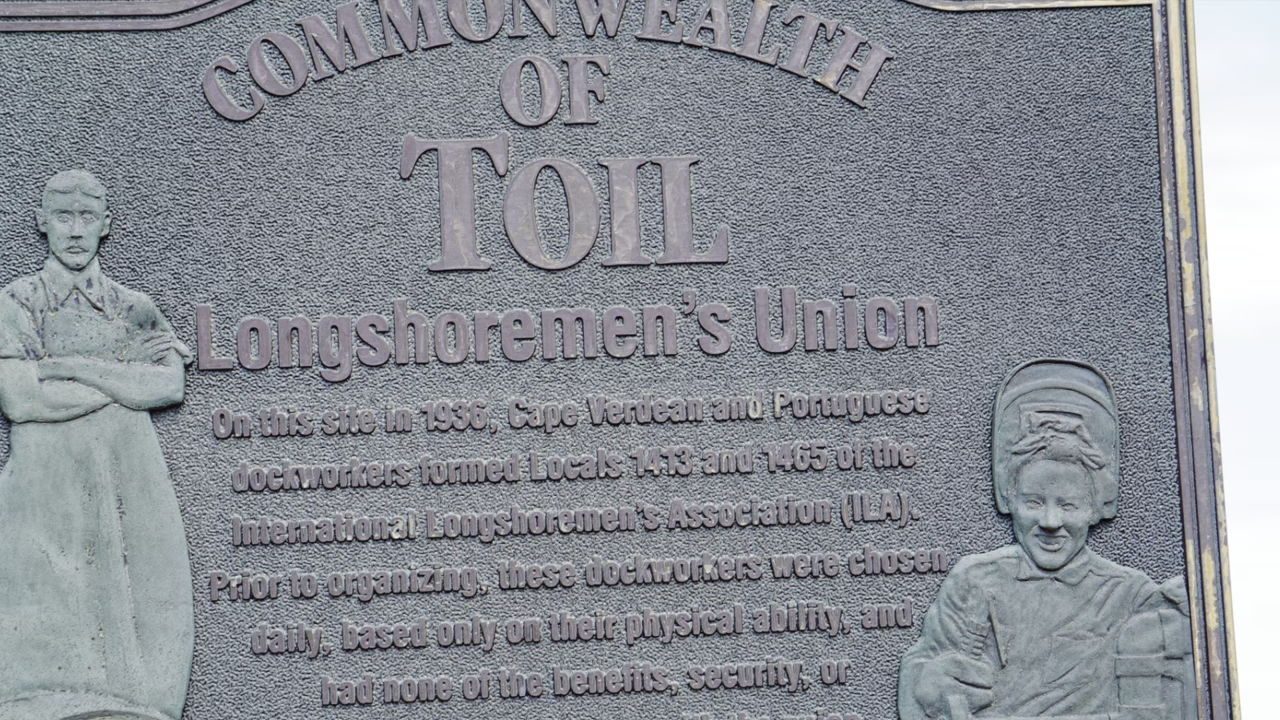 COMMONWEALTH
OF
TOIL
Longshoremen's Union
On this site in 1936, Cape Verdean and Portuguese
dockworkers formed Locals 1413 and 1465 of the
International Longshoremen's Association (ILA).
Prior to organizing, these dockworkers were chosen
daily, based only on their physical ability, and
had none of the benefits, security, or